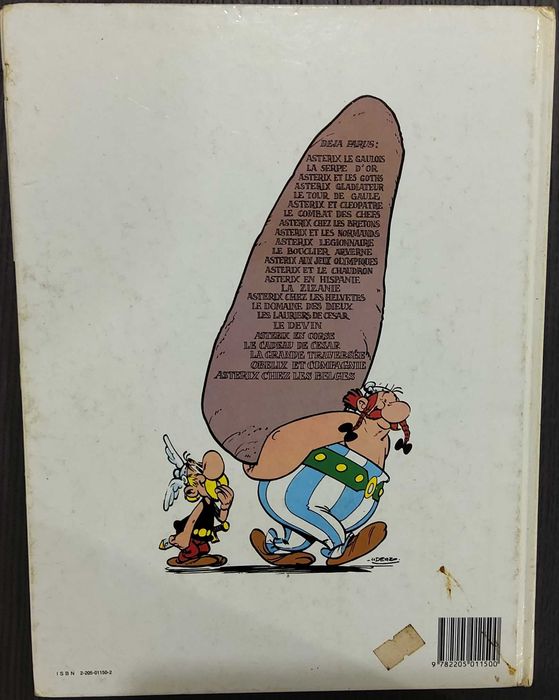 DEJA PARUS:
ASTERIX LE GAULOIS
LA SERPE D'OR
ASTERIX ET LES GOTHS
ASTERIX GLADIATEUR
LE TOUR DE GAULE
ASTERIX ET CLEOPATRE
LE COMBAT DES CHEFS
ASTERIX CHEZ LES BRETONS
ASTERIX ET LES NORMANDS
ASTERIX LEGIONNAIRE
LE BOUCLIER ARVERNE
ASTERIX AUX JEUX OLYMPIQUES
ASTERIX ET LE CHAUDRON
ASTERIX EN HISPANIE
LA ZIZANIE
ASTERIX CHEZ LES HELVETES
LE DOMAINE DES DIEUX
LES LAURIERS DE CESAR
LE DEVIN
ASTERIX EN CORSE
LE CADEAU DE CESAR
LA GRANDE TRAVERSÉE
OBELIX ET COMPAGNIE
ASTERIX CHEZ LES BELGES
UDERZO
ISBN 2-205-01150-2
9 782205 011500